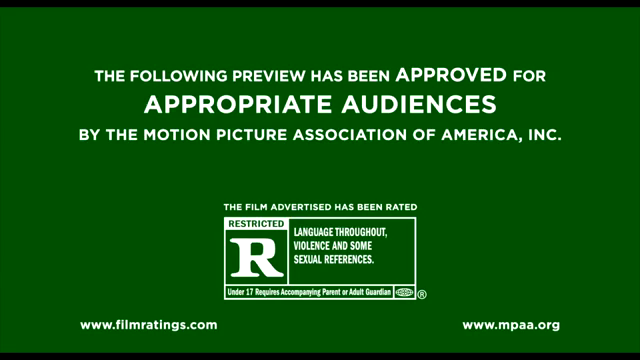 THE FOLLOWING PREVIEW HAS BEEN APPROVED FOR
APPROPRIATE AUDIENCES
BY THE MOTION PICTURE ASSOCIATION OF AMERICA, INC.
THE FILM ADVERTISED HAS BEEN RATED
RESTRICTED
R
LANGUAGE THROUGHOUT,
VIOLENCE AND SOME
SEXUAL REFERENCES.
Under 17 Requires Accompanying Parent or Adult Guardian
®
www.filmratings.com
www.mpaa.org